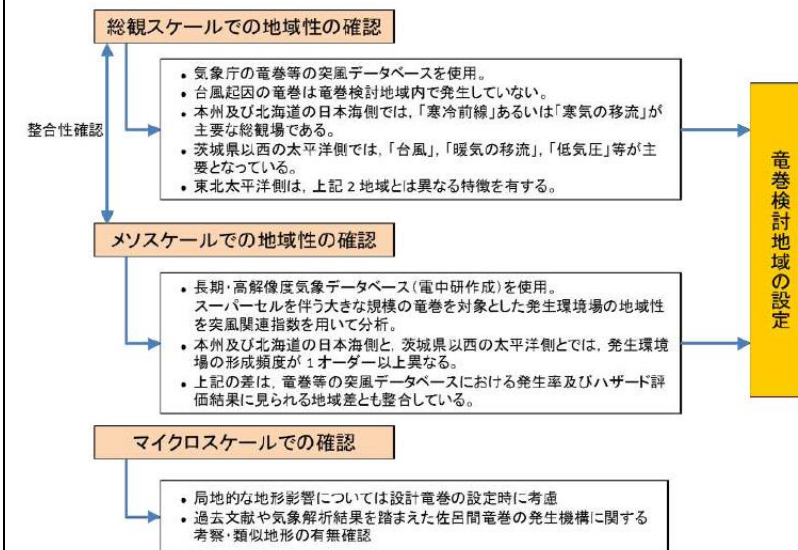 総観スケールでの地域性の確認
• 気象庁の竜巻等の突風データベースを使用。
• 台風起因の竜巻は竜巻検討地域内で発生していない。
• 本州及び北海道の日本海側では,「寒冷前線」あるいは「寒気の移流」が
主要な総観場である。
• 茨城県以西の太平洋側では,「台風」,「暖気の移流」,「低気圧」等が主
要となっている。
• 東北太平洋側は, 上記2地域とは異なる特徴を有する。
整合性確認
メソスケールでの地域性の確認
• 長期・高解像度気象データベース(電中研作成)を使用。
スーパーセルを伴う大きな規模の竜巻を対象とした発生環境場の地域性
を突風関連指数を用いて分析。
• 本州及び北海道の日本海側と, 茨城県以西の太平洋側とでは, 発生環境
場の形成頻度が1オーダー以上異なる。
• 上記の差は, 竜巻等の突風データベースにおける発生率及びハザード評
価結果に見られる地域差とも整合している。
マイクロスケールでの確認
• 局地的な地形影響については設計竜巻の設定時に考慮
• 過去文献や気象解析結果を踏まえた佐呂間竜巻の発生機構に関する
考察・類似地形の有無確認
竜巻検討地域の設定